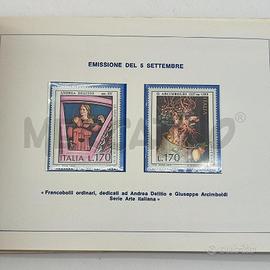 EMISSIONE DEL 5 SETTEMBRE
ANDREA DELITIO
ITALIA L.170
G. ARCIMBOLDI
ITALIA
L.170
«Francobolli ordinari, dedicati ad Andrea Delitio e Giuseppe Arcimboldi
Serie Arte Italiana»